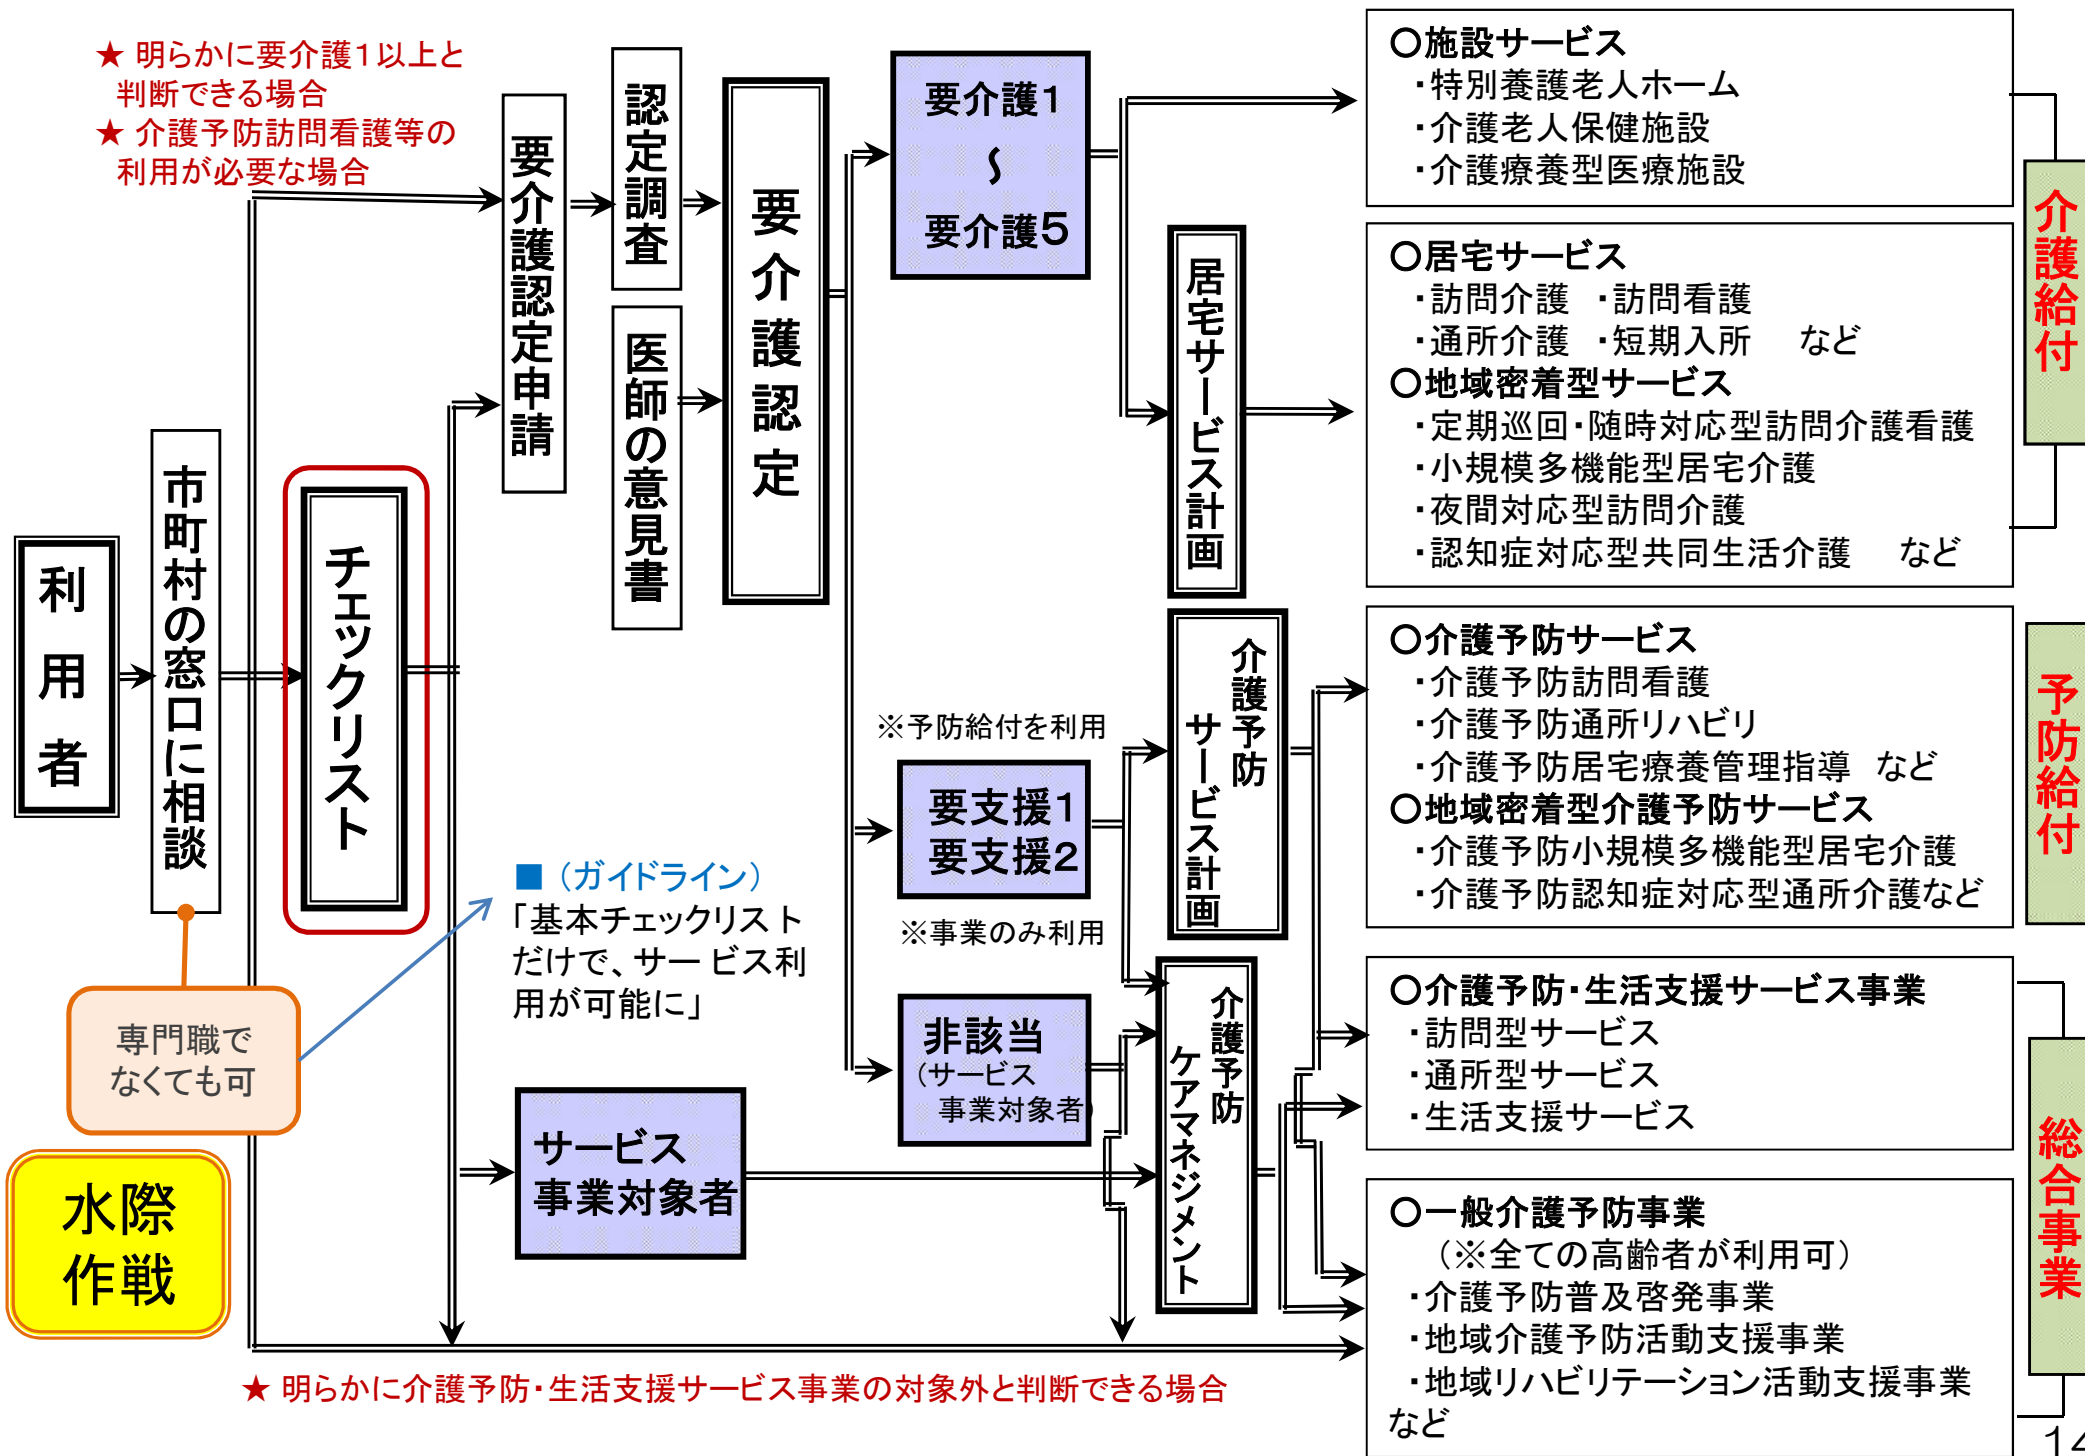 ★ 明らかに要介護1以上と
判断できる場合
★ 介護予防訪問看護等の
利用が必要な場合
利用者
市町村の窓口に相談
チェックリスト
専門職で
なくても可
水際
作戦
要介護認定申請
認定調査
医師の意見書
要介護認定
■（ガイドライン）
「基本チェックリスト
だけで、サービス利
用が可能に」
サービス
事業対象者
要介護1
～
要介護5
※予防給付を利用
要支援1
要支援2
※事業のみ利用
非該当
（サービス
事業対象者）
居宅サービス計画
介護予防
サービス計画
介護予防
ケアマネジメント
○施設サービス
・特別養護老人ホーム
・介護老人保健施設
・介護療養型医療施設
○居宅サービス
・訪問介護　・訪問看護
・通所介護　・短期入所　など
○地域密着型サービス
・定期巡回・随時対応型訪問介護看護
・小規模多機能型居宅介護
・夜間対応型訪問介護
・認知症対応型共同生活介護　など
介護給付
○介護予防サービス
・介護予防訪問看護
・介護予防通所リハビリ
・介護予防居宅療養管理指導　など
○地域密着型介護予防サービス
・介護予防小規模多機能型居宅介護
・介護予防認知症対応型通所介護など
予防給付
○介護予防・生活支援サービス事業
・訪問型サービス
・通所型サービス
・生活支援サービス
○一般介護予防事業
（※全ての高齢者が利用可）
・介護予防普及啓発事業
・地域介護予防活動支援事業
・地域リハビリテーション活動支援事業
など
総合事業
★ 明らかに介護予防・生活支援サービス事業の対象外と判断できる場合
14